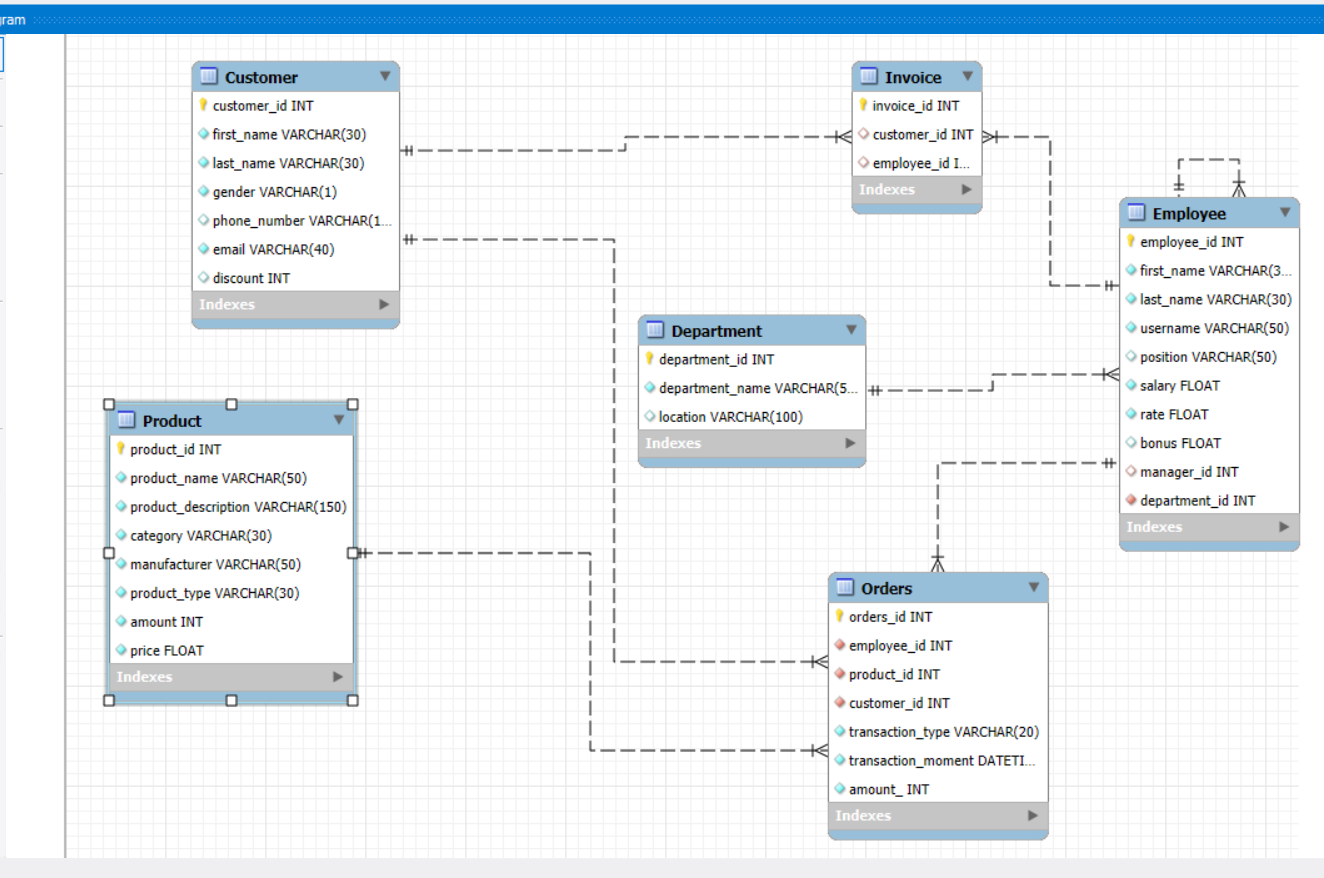 gram
Customer
customer_id INT
first_name VARCHAR(30)
last_name VARCHAR(30)
gender VARCHAR(1)
phone_number VARCHAR(1...
email VARCHAR(40)
discount INT
Indexes
Invoice
invoice_id INT
customer_id INT
employee_id I...
Indexes
Employee
employee_id INT
first_name VARCHAR(3...
last_name VARCHAR(30)
username VARCHAR(50)
position VARCHAR(50)
salary FLOAT
rate FLOAT
bonus FLOAT
manager_id INT
department_id INT
Indexes
Department
department_id INT
department_name VARCHAR(5...
location VARCHAR(100)
Indexes
Product
product_id INT
product_name VARCHAR(50)
product_description VARCHAR(150)
category VARCHAR(30)
manufacturer VARCHAR(50)
product_type VARCHAR(30)
amount INT
price FLOAT
Indexes
Orders
orders_id INT
employee_id INT
product_id INT
customer_id INT
transaction_type VARCHAR(20)
transaction_moment DATETI...
amount_ INT
Indexes